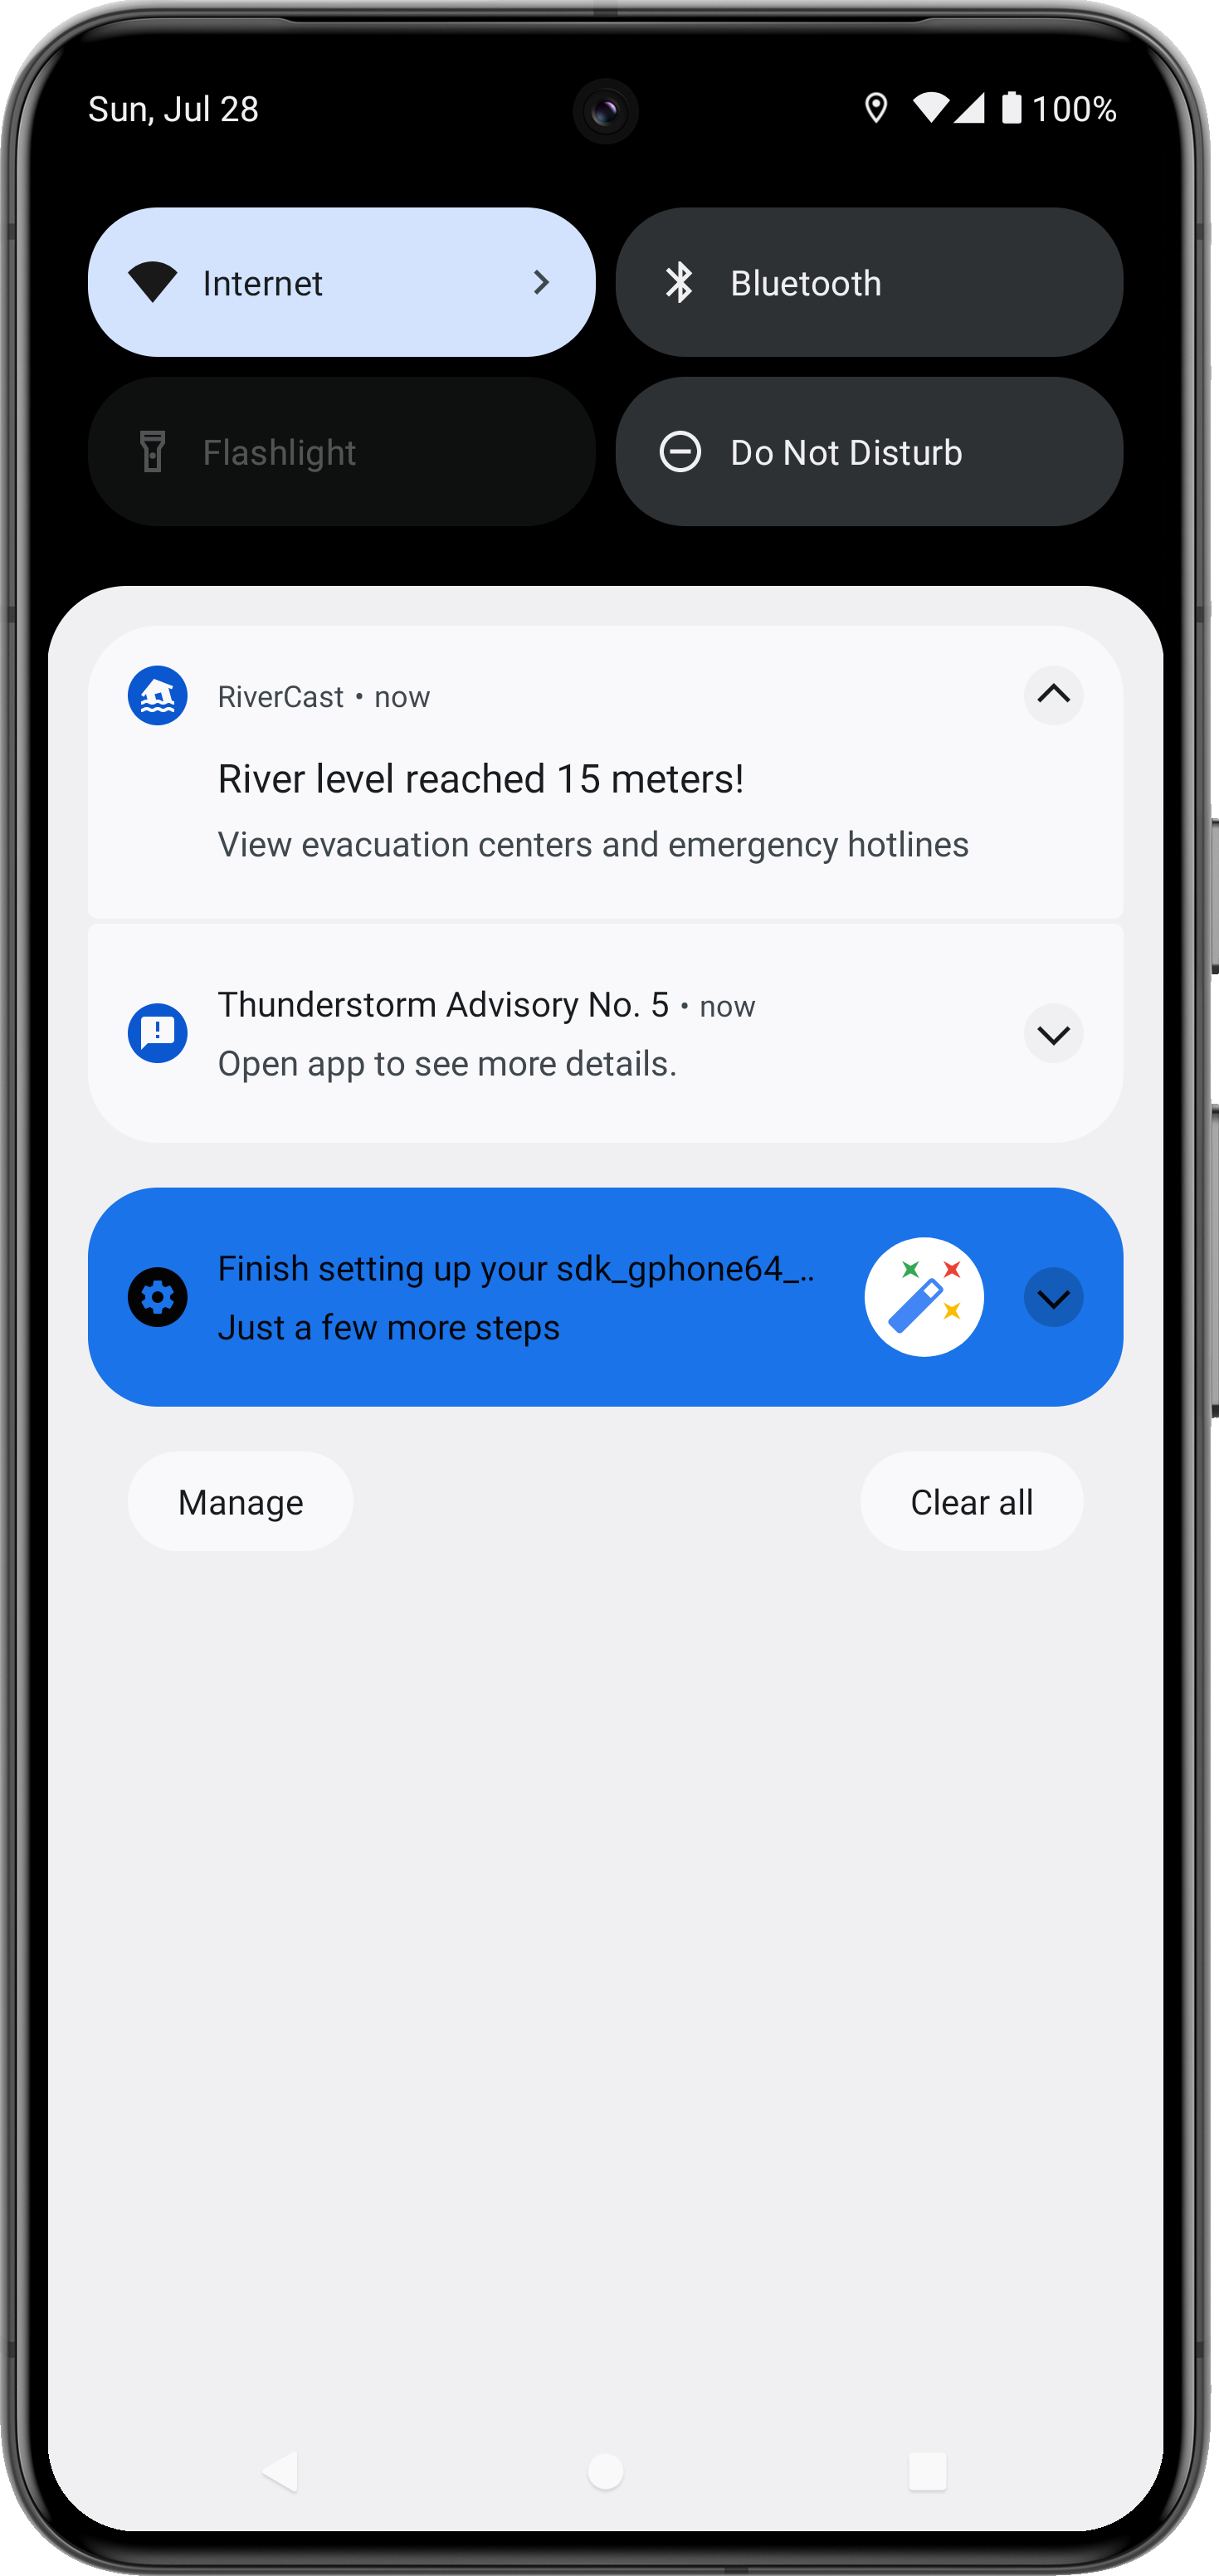 Sun, Jul 28
100%
Internet
Bluetooth
Flashlight
Do Not Disturb
RiverCast • now
River level reached 15 meters!
View evacuation centers and emergency hotlines
Thunderstorm Advisory No. 5 • now
Open app to see more details.
Finish setting up your sdk_gphone64_..
Just a few more steps
Manage
Clear all